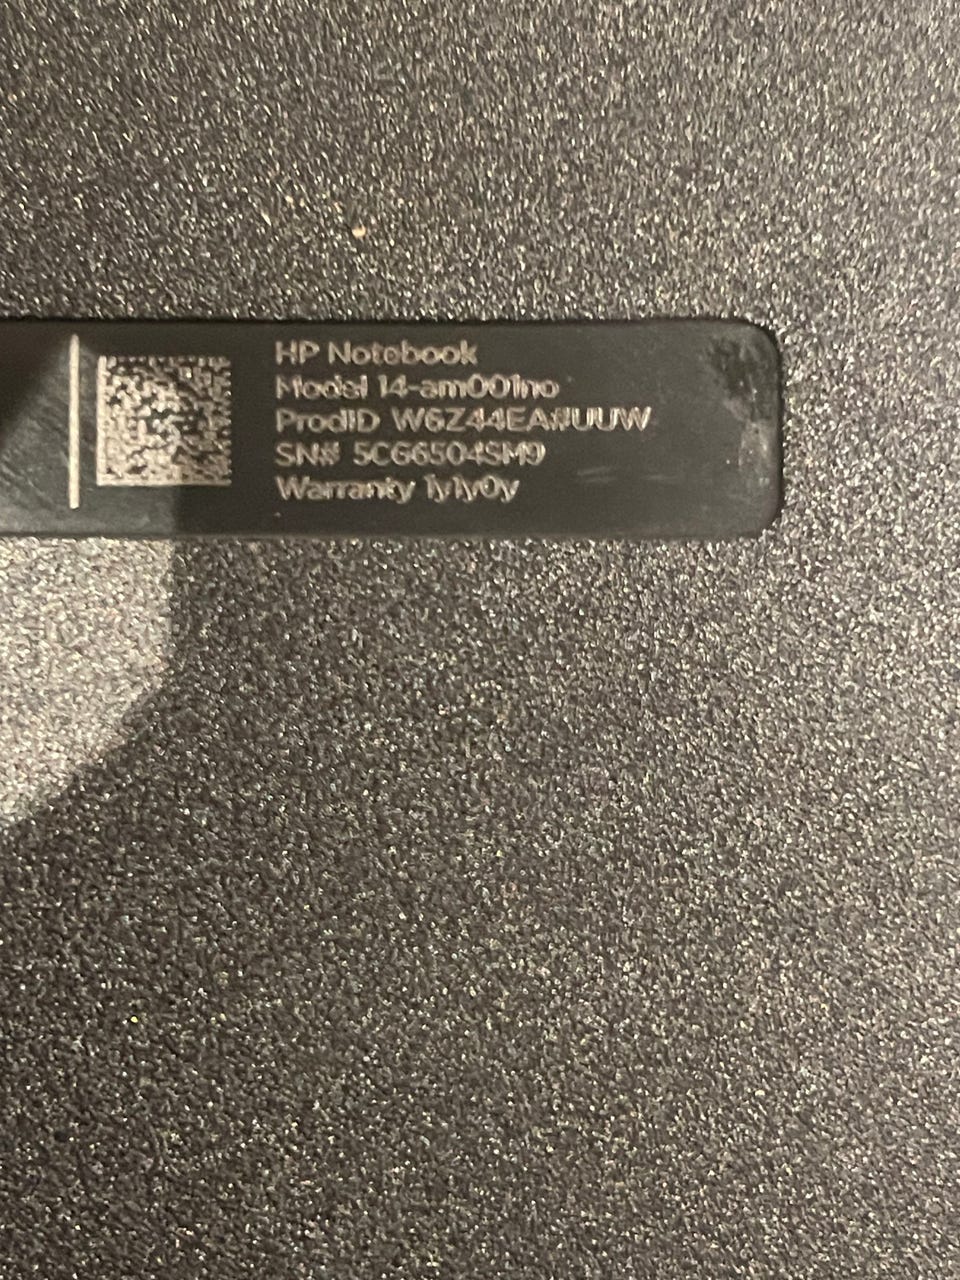 HP Notebook
Model 14-am001no
ProdID W6Z44EA#UUW
SN# 5CG6504SM9
Warranty 1y1y0y